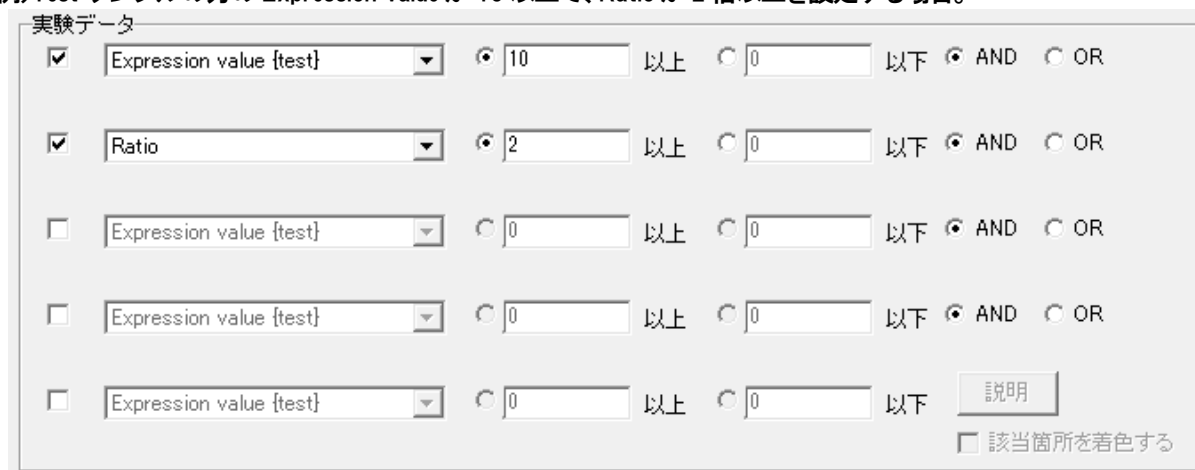 実験データ
Expression value {test} 10 以上 0 以下 AND OR
Ratio 2 以上 0 以下 AND OR
Expression value {test} 0 以上 0 以下 AND OR
Expression value {test} 0 以上 0 以下 AND OR
Expression value {test} 0 以上 0 以下 説明
該当箇所を着色する